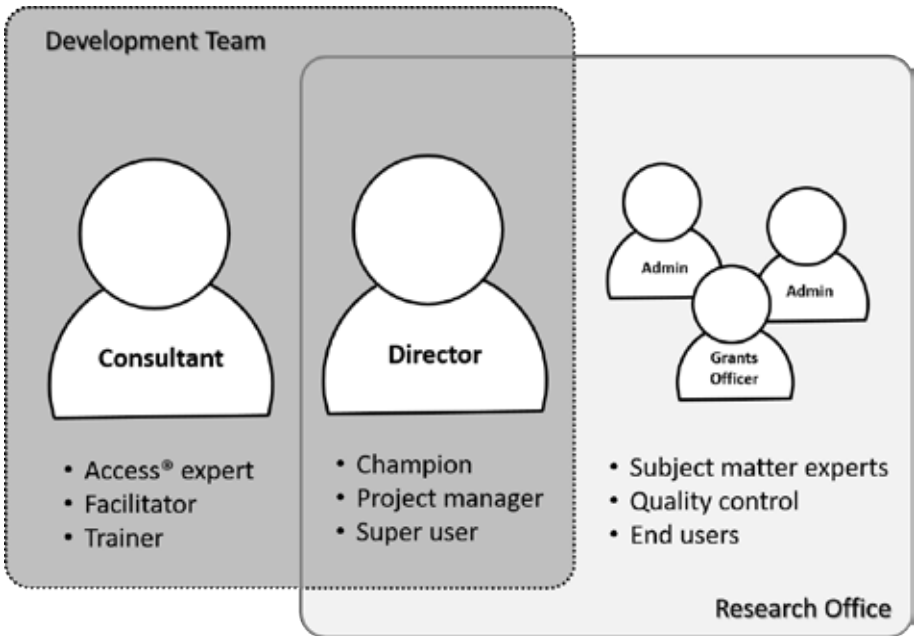 Development Team
Consultant
• Access® expert
• Facilitator
• Trainer
Director
• Champion
• Project manager
• Super user
Admin
Admin
Grants
Officer
• Subject matter experts
• Quality control
• End users
Research Office